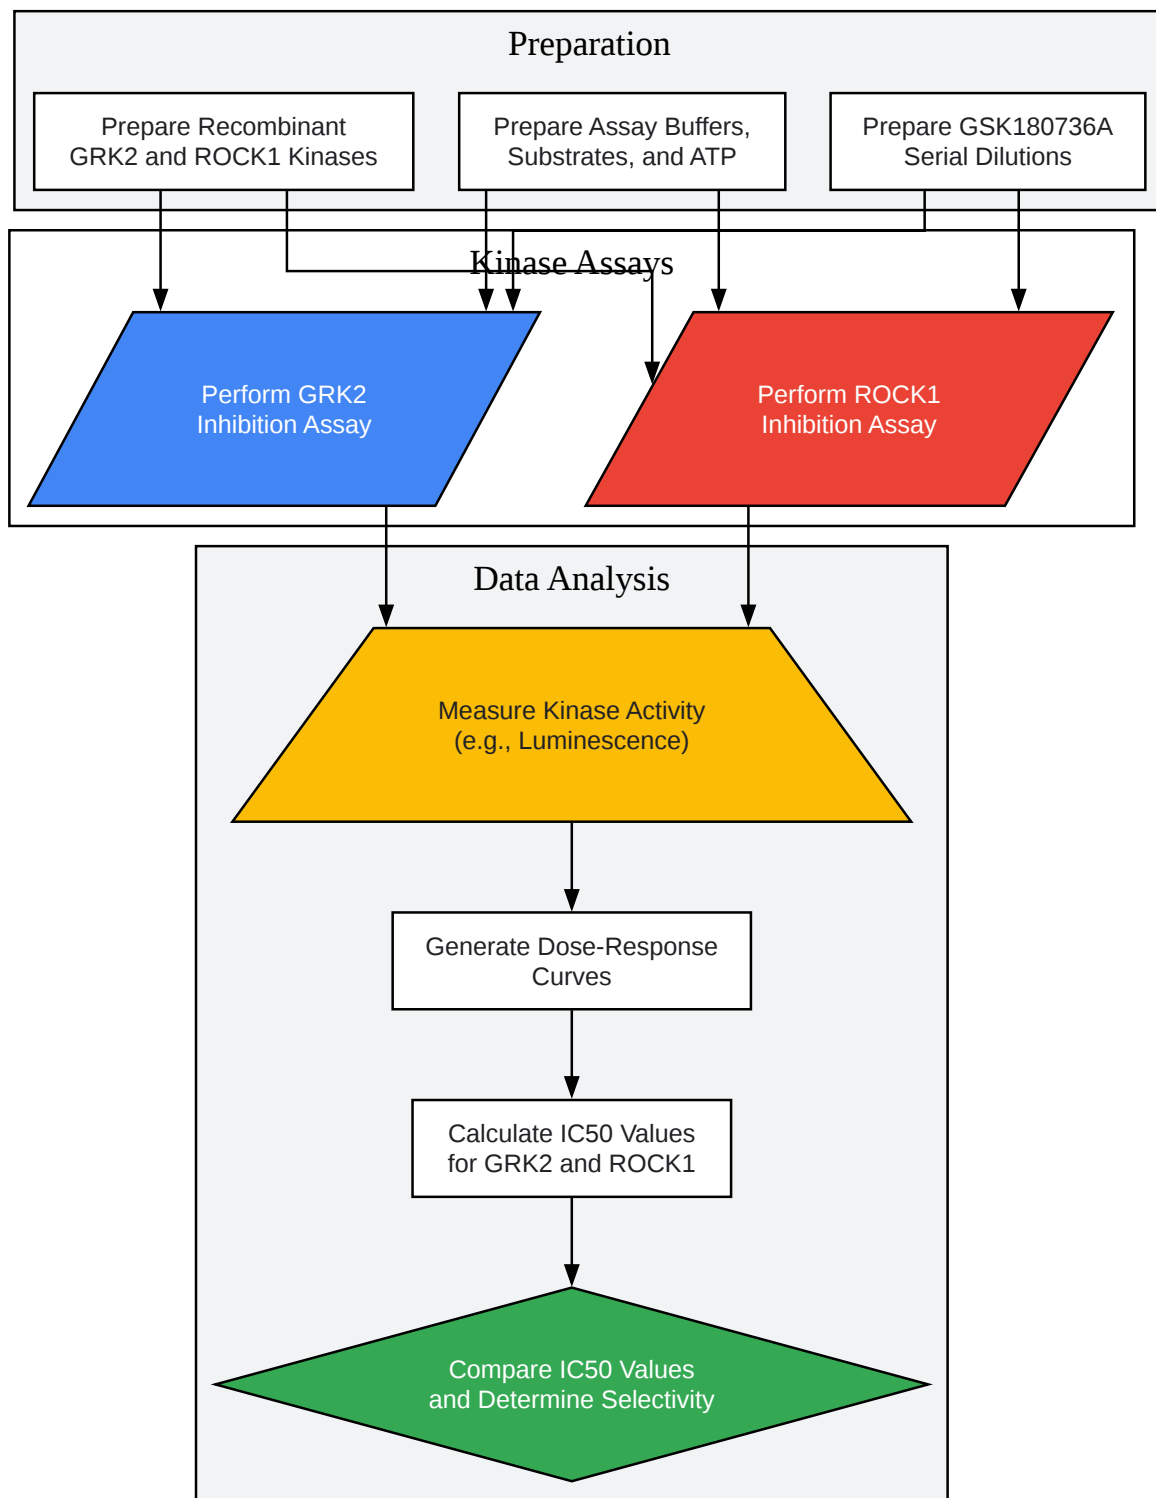 Preparation
Prepare Recombinant
GRK2 and ROCK1 Kinases
Prepare Assay Buffers,
Substrates, and ATP
Prepare GSK180736A
Serial Dilutions
Kinase Assays
Perform GRK2
Inhibition Assay
Perform ROCK1
Inhibition Assay
Data Analysis
Measure Kinase Activity
(e.g., Luminescence)
Generate Dose-Response
Curves
Calculate IC50 Values
for GRK2 and ROCK1
Compare IC50 Values
and Determine Selectivity